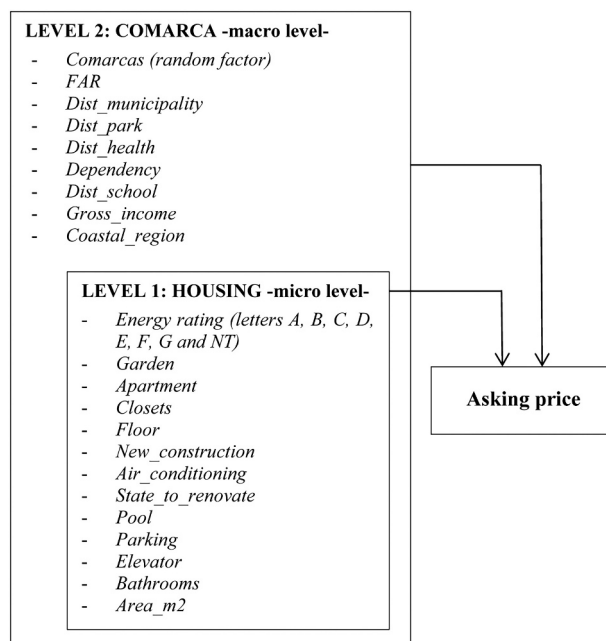 LEVEL 2: COMARCA -macro level-
- Comarcas (random factor)
- FAR
- Dist_municipality
- Dist_park
- Dist_health
- Dependency
- Dist_school
- Gross_income
- Coastal_region
LEVEL 1: HOUSING -micro level-
- Energy rating (letters A, B, C, D,
E, F, G and NT)
- Garden
- Apartment
- Closets
- Floor
- New_construction
- Air_conditioning
- State_to_renovate
- Pool
- Parking
- Elevator
- Bathrooms
- Area_m2
Asking price